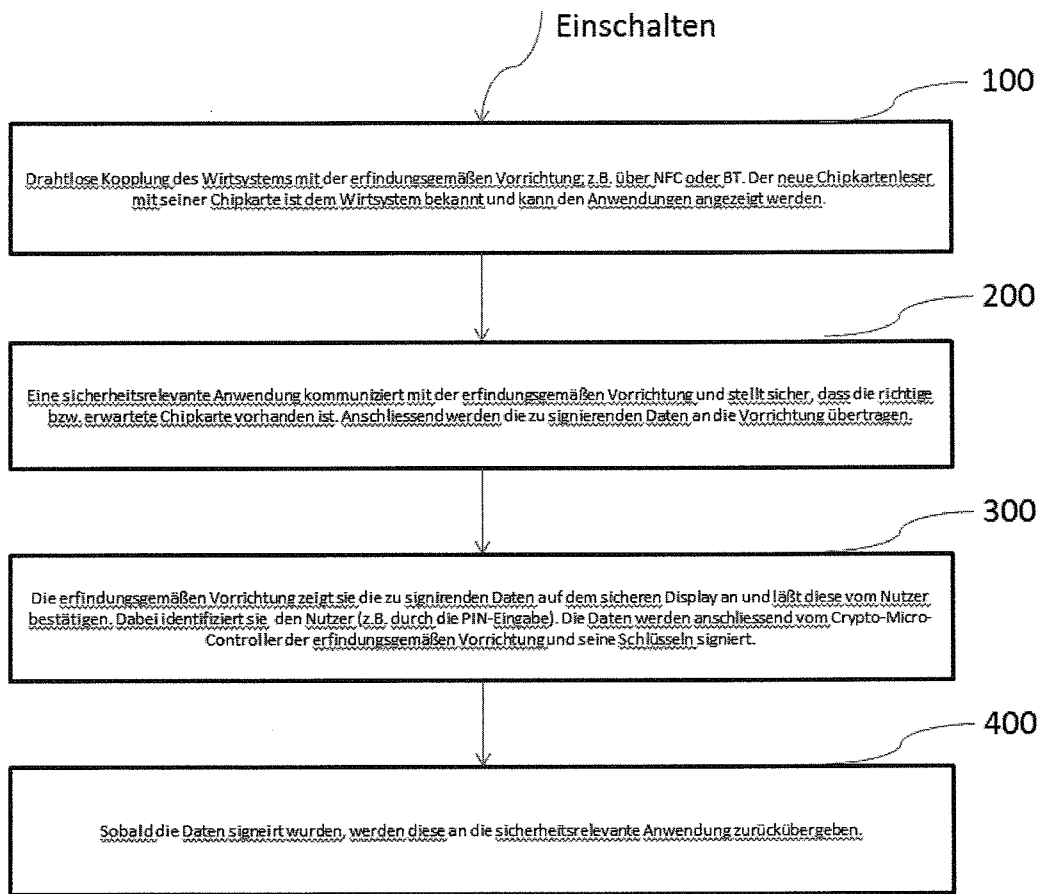 Einschalten
100
Drahtlose Kopplung des Wirtsystems mit der erfindungsgemäßen Vorrichtung; z.B. über NFC oder BT. Der neue Chipkartenleser
mit seiner Chipkarte ist dem Wirtsystem bekannt und kann den Anwendungen angezeigt werden.
200
Eine sicherheitsrelevante Anwendung kommuniziert mit der erfindungsgemäßen Vorrichtung und stellt sicher, dass die richtige
bzw. erwartete Chipkarte vorhanden ist. Anschliessend werden die zu signierenden Daten an die Vorrichtung übertragen.
300
Die erfindungsgemäßen Vorrichtung zeigt sie die zu signirenden Daten auf dem sicheren Display an und läßt diese vom Nutzer
bestätigen. Dabei identifiziert sie den Nutzer (z.B. durch die PIN-Eingabe). Die Daten werden anschliessend vom Crypto-Micro-
Controller der erfindungsgemäßen Vorrichtung und seine Schlüsseln signiert.
400
Sobald die Daten signeirt wurden, werden diese an die sicherheitsrelevante Anwendung zurückübergeben.